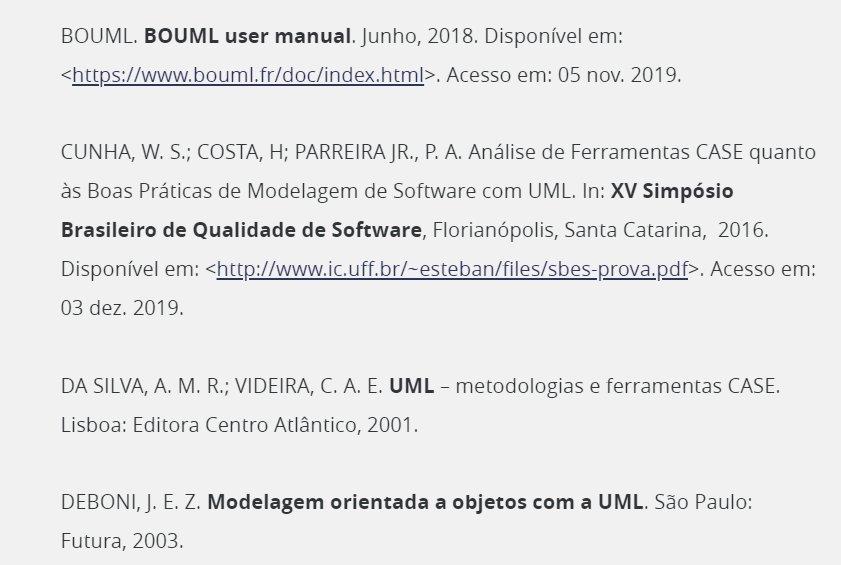 BOUML. BOUML user manual. Junho, 2018. Disponível em:
<https://www.bouml.fr/doc/index.html>. Acesso em: 05 nov. 2019.
CUNHA, W. S.; COSTA, H; PARREIRA JR., P. A. Análise de Ferramentas CASE quanto
às Boas Práticas de Modelagem de Software com UML. In: XV Simpósio
Brasileiro de Qualidade de Software, Florianópolis, Santa Catarina,  2016.
Disponível em: <http://www.ic.uff.br/~esteban/files/sbes-prova.pdf>. Acesso em:
03 dez. 2019.
DA SILVA, A. M. R.; VIDEIRA, C. A. E. UML – metodologias e ferramentas CASE.
Lisboa: Editora Centro Atlântico, 2001.
DEBONI, J. E. Z. Modelagem orientada a objetos com a UML. São Paulo:
Futura, 2003.